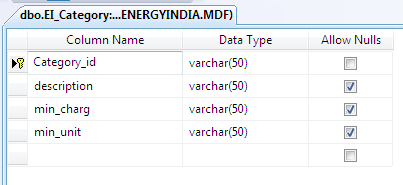 dbo.EI_Category:...ENERGYINDIA.MDF)
Column Name Data Type Allow Nulls
Category_id varchar(50)
description varchar(50)
min_charg varchar(50)
min_unit varchar(50)